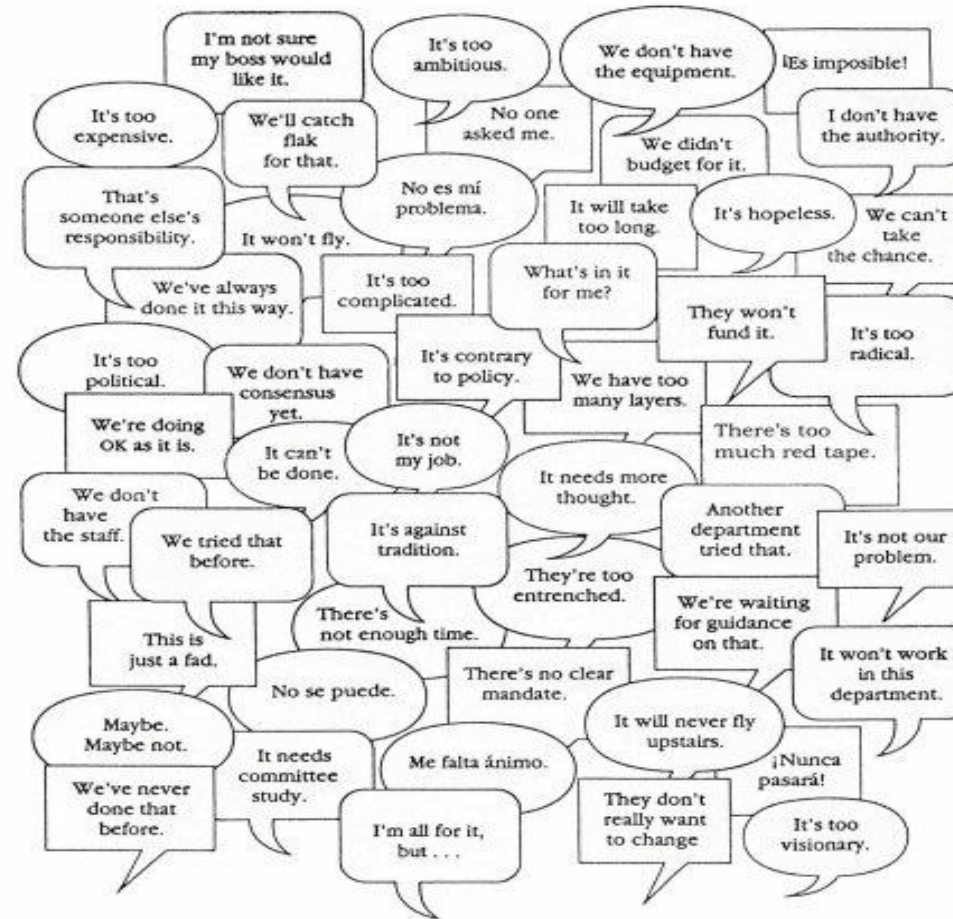 I'm not sure
my boss would
like it.
It's too
ambitious.
We don't have
the equipment.
¡Es imposible!
It's too
expensive.
We'll catch
flak
for that.
No one
asked me.
We didn't
budget for it.
I don't have
the authority.
That's
someone else's
responsibility.
It won't fly.
No es mí
problema.
It will take
too long.
It's hopeless.
We can't
take
the chance.
We've always
done it this way.
It's too
complicated.
What's in it
for me?
They won't
fund it.
It's too
radical.
It's too
political.
We don't have
consensus
yet.
It's contrary
to policy.
We have too
many layers.
We're doing
OK as it is.
It can't
be done.
It's not
my job.
It needs more
thought.
There's too
much red tape.
We don't
have
the staff.
We tried that
before.
It's against
tradition.
Another
department
tried that.
It's not our
problem.
They're too
entrenched.
This is
just a fad.
There's
not enough time.
We're waiting
for guidance
on that.
It won't work
in this
department.
No se puede.
There's no clear
mandate.
Maybe.
Maybe not.
It needs
committee
study.
Me falta ánimo.
It will never fly
upstairs.
¡Nunca
pasará!
We've never
done that
before.
I'm all for it,
but . . .
They don't
really want
to change
It's too
visionary.